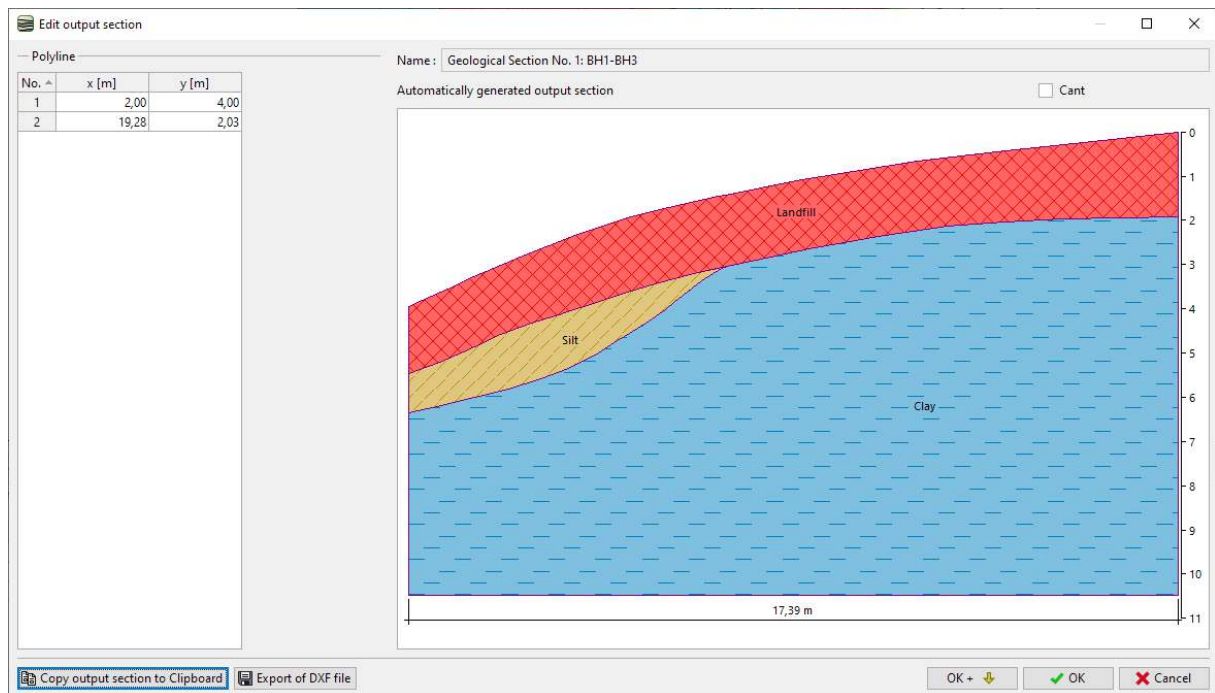 Edit output section
Polyline
No. x [m] y [m]
1 2,00 4,00
2 19,28 2,03
Name : Geological Section No. 1: BH1-BH3
Automatically generated output section
Cant
Landfill
Silt
Clay
0
1
2
3
4
5
6
7
8
9
10
11
17,39 m
Copy output section to Clipboard
Export of DXF file
OK +
OK
Cancel